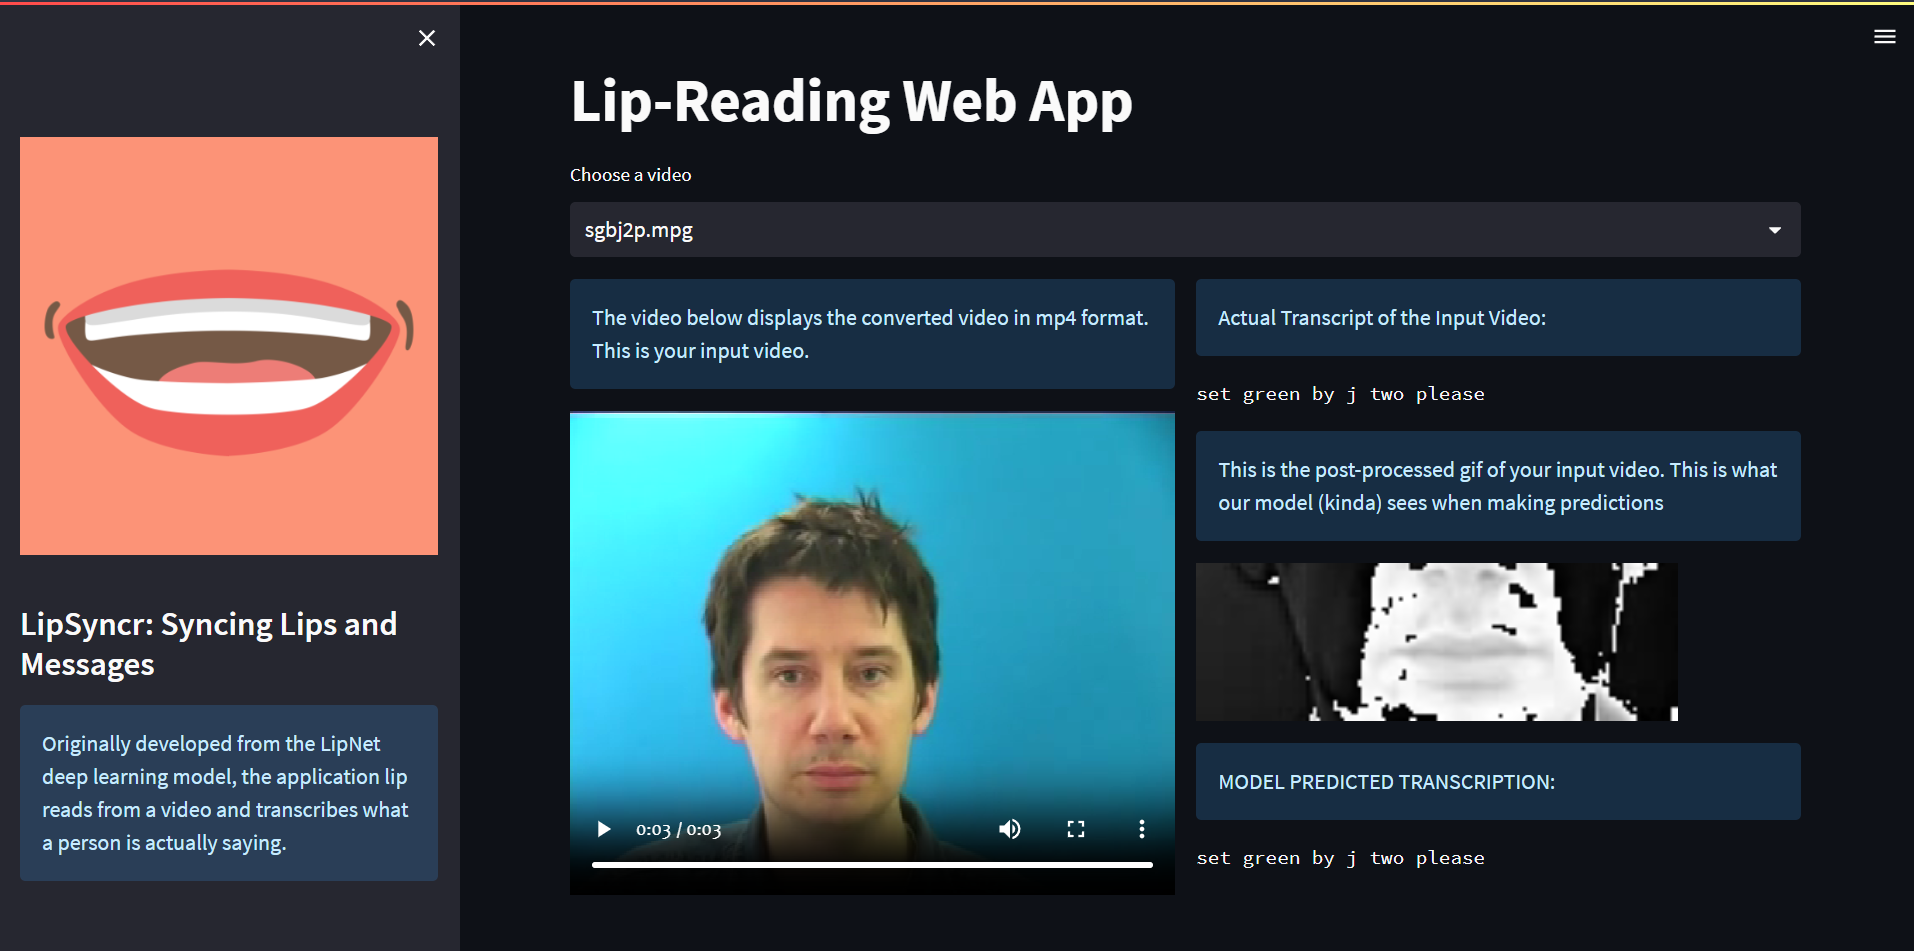 Lip-Reading Web App
Choose a video
sgbj2p.mpg
The video below displays the converted video in mp4 format.
This is your input video.
0:03 / 0:03
Actual Transcript of the Input Video:
set green by j two please
This is the post-processed gif of your input video. This is what
our model (kinda) sees when making predictions
MODEL PREDICTED TRANSCRIPTION:
set green by j two please
LipSyncr: Syncing Lips and
Messages
Originally developed from the LipNet
deep learning model, the application lip
reads from a video and transcribes what
a person is actually saying.